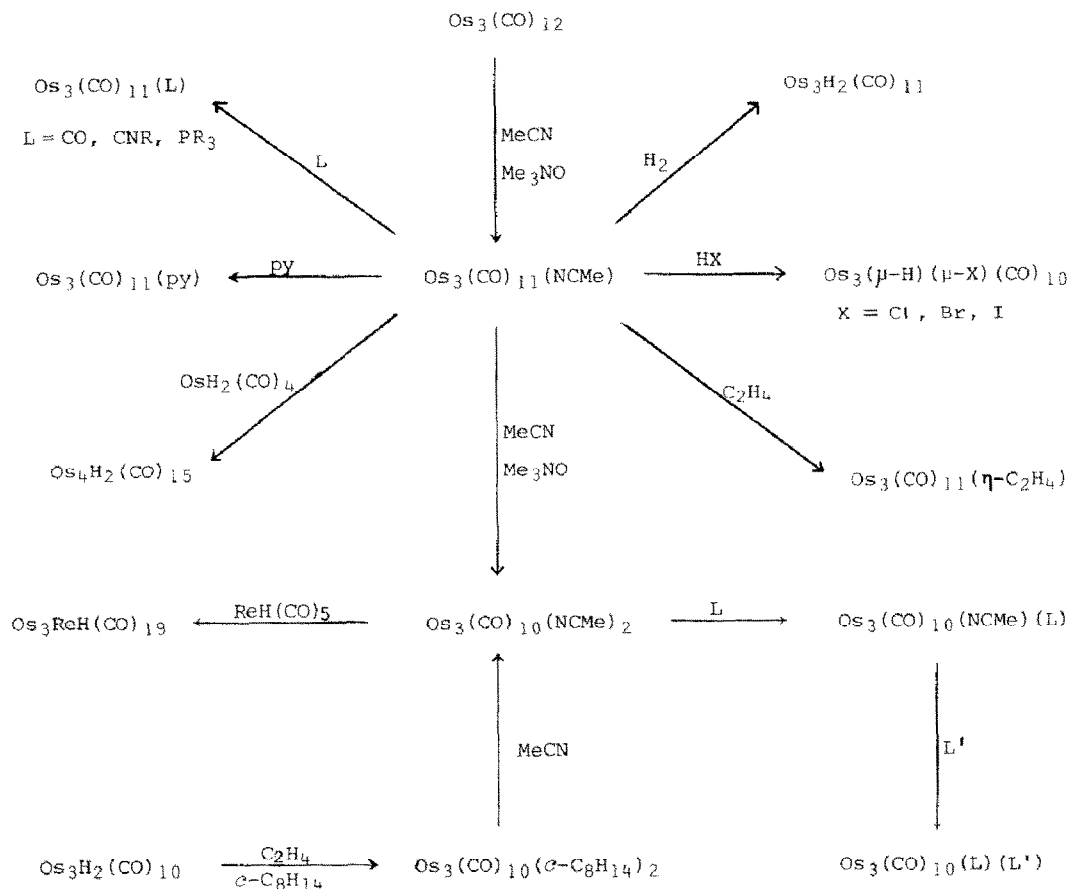 Os3(CO)12
Os3(CO)11(L)
L = CO, CNR, PR3
Os3H2(CO)11
MeCN
Me3NO
L
H2
Os3(CO)11(py)
py
Os3(CO)11(NCMe)
HX
Os3(μ-H)(μ-X)(CO)10
X = Cl, Br, I
OsH2(CO)4
C2H4
MeCN
Me3NO
Os4H2(CO)15
Os3(CO)11(η-C2H4)
Os3ReH(CO)19
ReH(CO)5
Os3(CO)10(NCMe)2
L
Os3(CO)10(NCMe)(L)
MeCN
L'
Os3H2(CO)10
C2H4
c-C8H14
Os3(CO)10(c-C8H14)2
Os3(CO)10(L)(L')